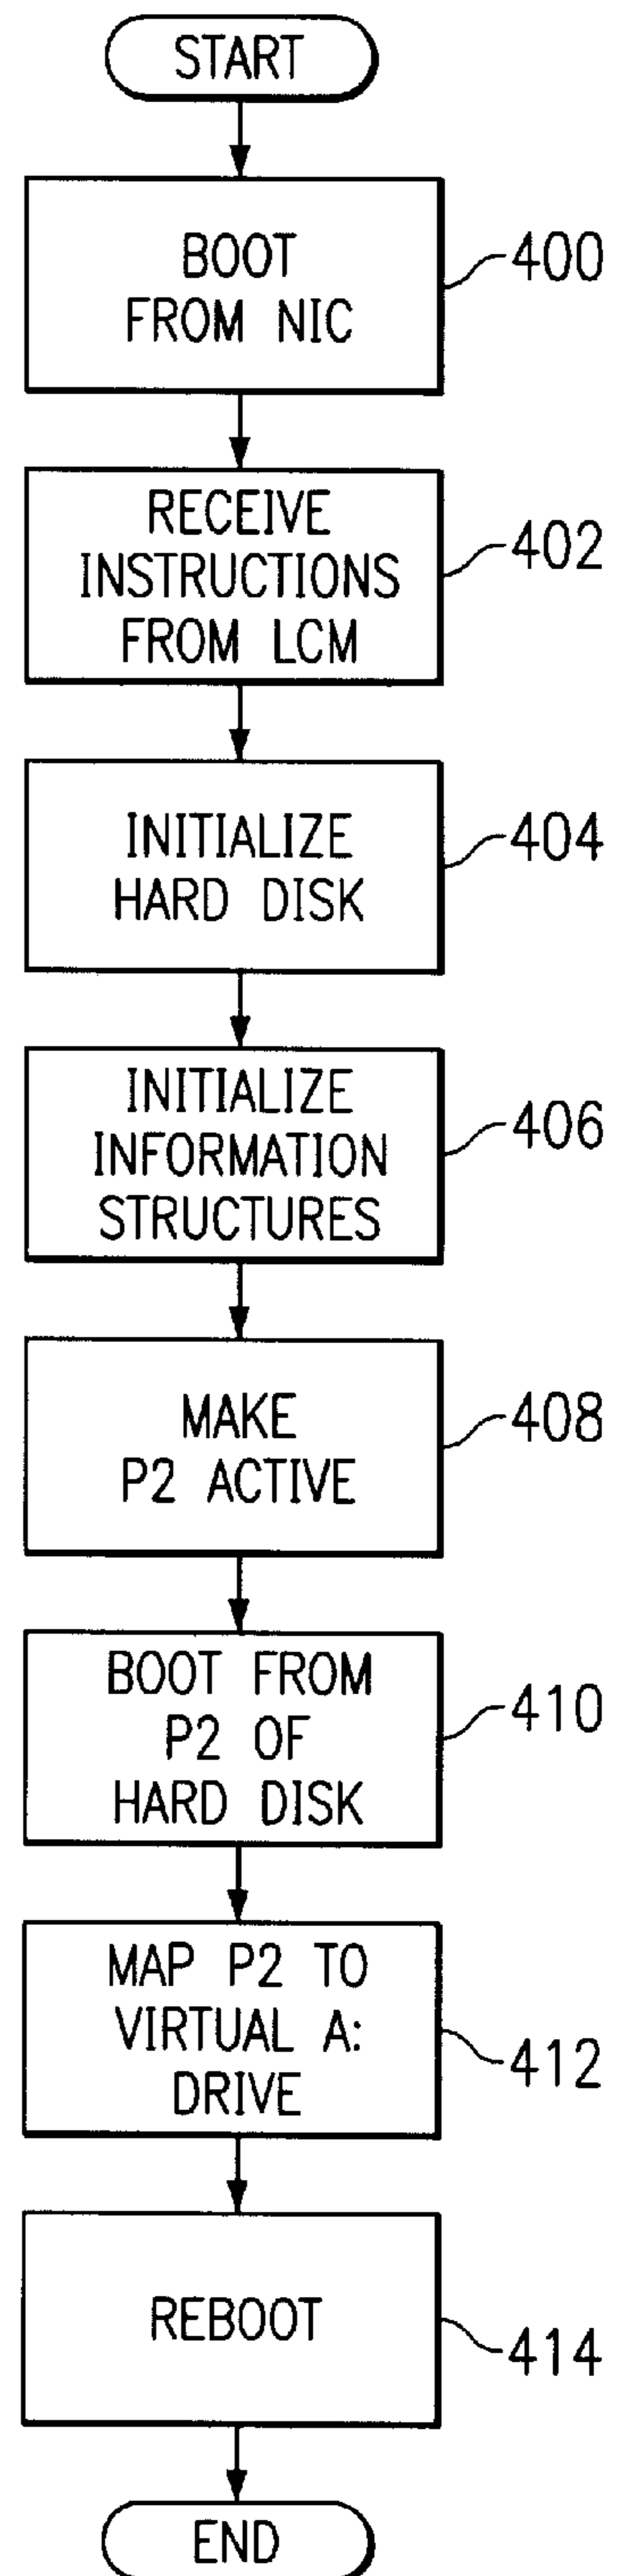 START
BOOT
FROM NIC
400
RECEIVE
INSTRUCTIONS
FROM LCM
402
INITIALIZE
HARD DISK
404
INITIALIZE
INFORMATION
STRUCTURES
406
MAKE
P2 ACTIVE
408
BOOT FROM
P2 OF
HARD DISK
410
MAP P2 TO
VIRTUAL A:
DRIVE
412
REBOOT
414
END